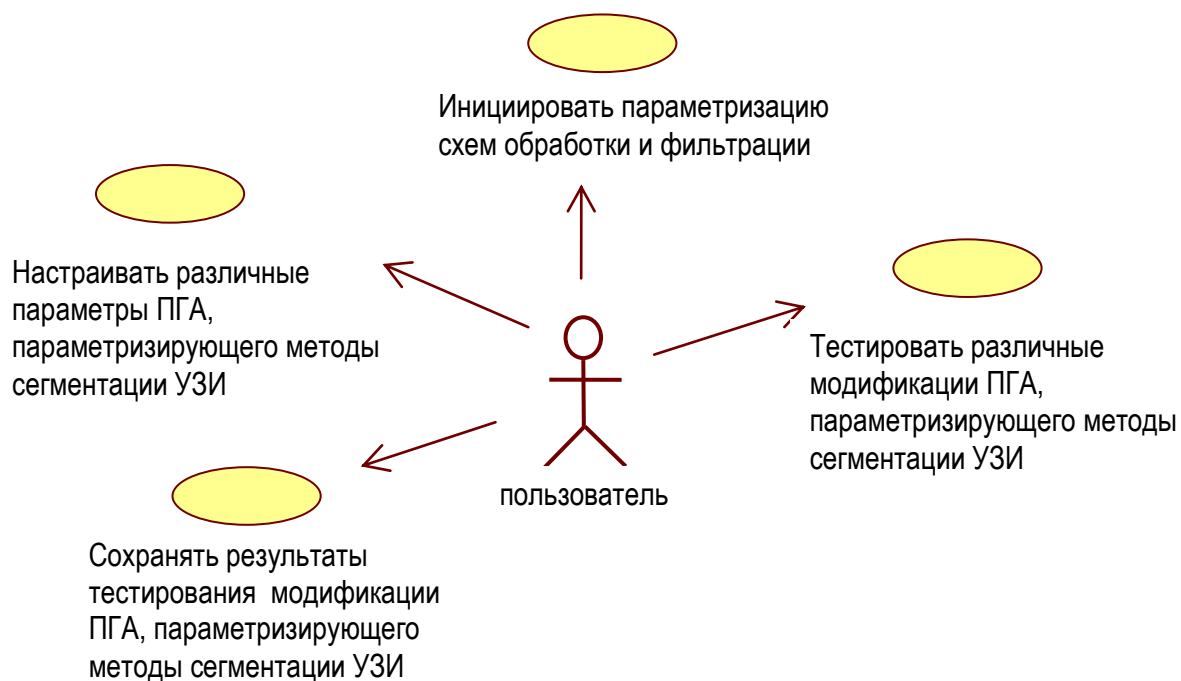 Инициировать параметризацию
схем обработки и фильтрации
Настраивать различные
параметры ПГА,
параметризирующего методы
сегментации УЗИ
Тестировать различные
модификации ПГА,
параметризирующего методы
сегментации УЗИ
пользователь
Сохранять результаты
тестирования модификации
ПГА, параметризирующего
методы сегментации УЗИ